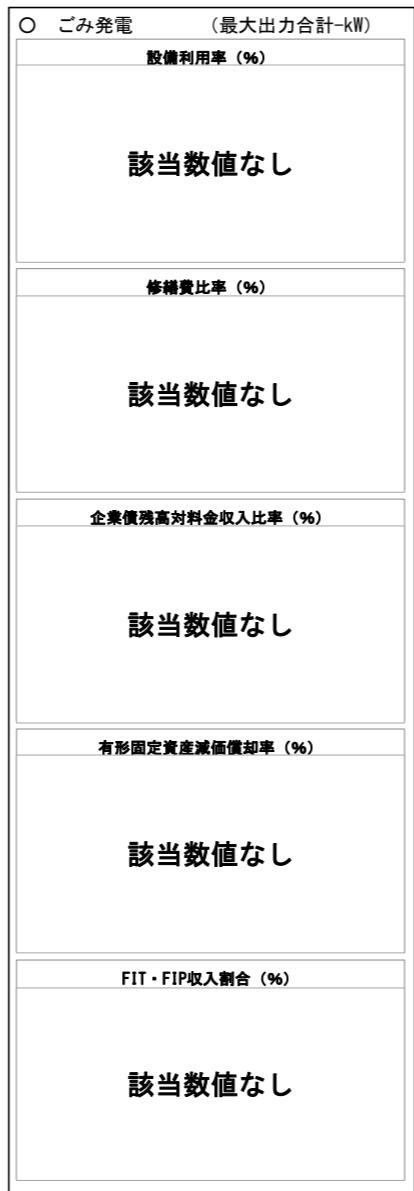 ○ ごみ発電 （最大出力合計-kW）
設備利用率（%）
該当数値なし
修繕費比率（%）
該当数値なし
企業債残高対料金収入比率（%）
該当数値なし
有形固定資産減価償却率（%）
該当数値なし
FIT・FIP収入割合（%）
該当数値なし